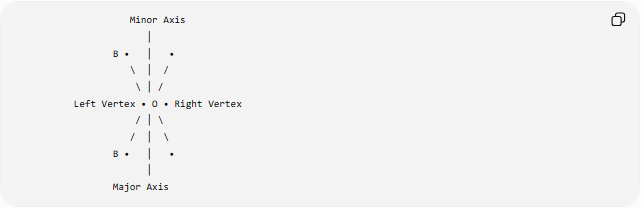 Minor Axis
|
B • | •
\ | /
\ | /
Left Vertex • O • Right Vertex
/ | \
/ | \
B • | •
|
Major Axis